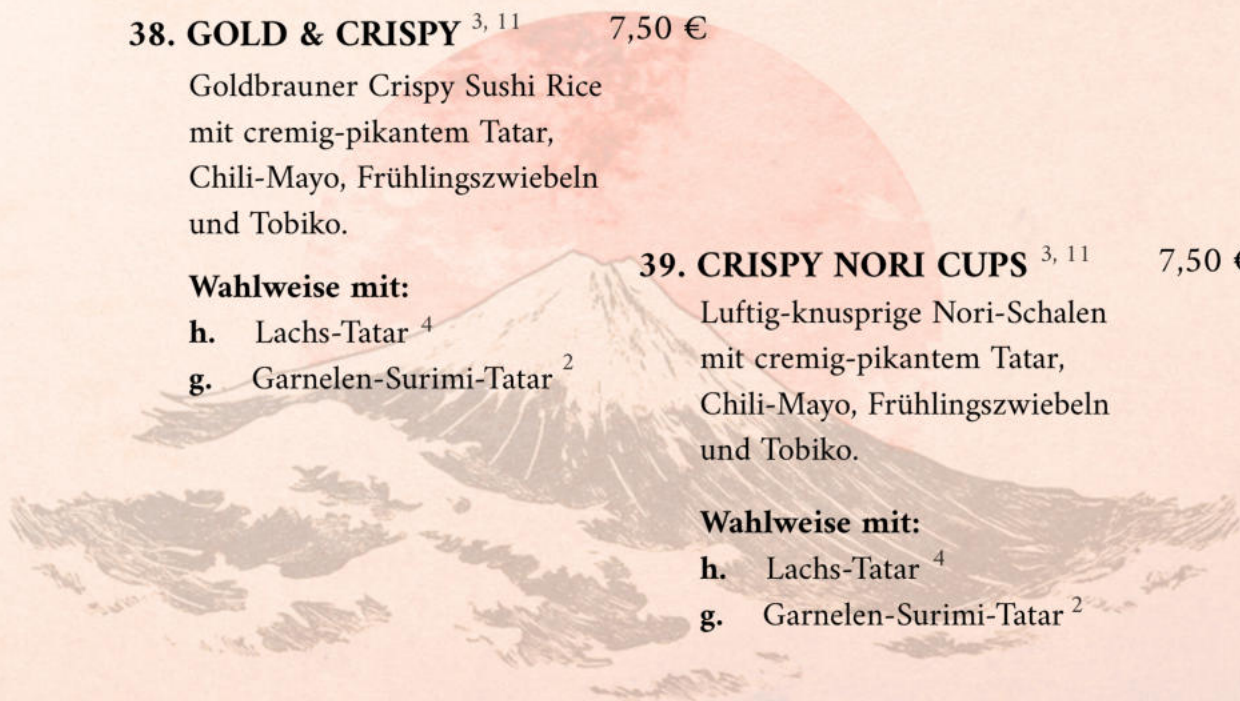 38. GOLD & CRISPY 3, 11 7,50 €
Goldbrauner Crispy Sushi Rice
mit cremig-pikantem Tatar,
Chili-Mayo, Frühlingszwiebeln
und Tobiko.
Wahlweise mit:
h. Lachs-Tatar 4
g. Garnelen-Surimi-Tatar 2
39. CRISPY NORI CUPS 3, 11 7,50 €
Luftig-knusprige Nori-Schalen
mit cremig-pikantem Tatar,
Chili-Mayo, Frühlingszwiebeln
und Tobiko.
Wahlweise mit:
h. Lachs-Tatar 4
g. Garnelen-Surimi-Tatar 2